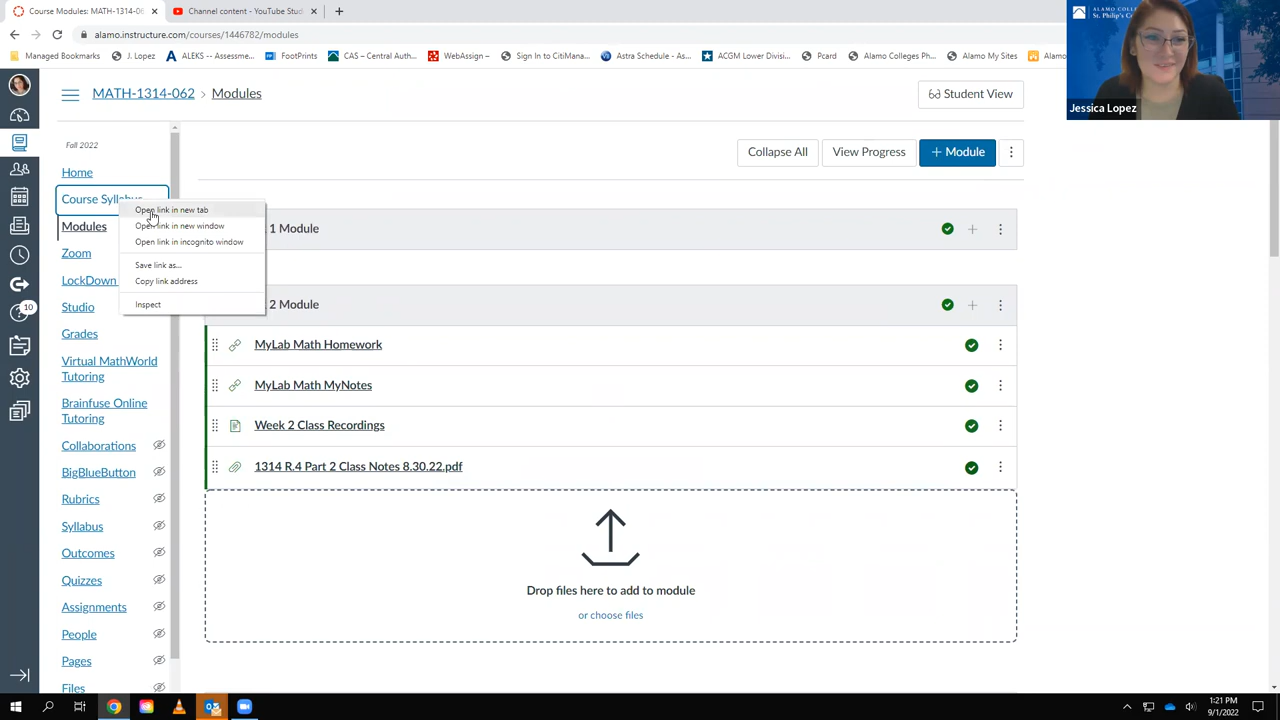 Course Modules: MATH-1314-06
Channel content - YouTube Stud
alamo.instructure.com/courses/1446782/modules
Managed Bookmarks
J. Lopez
ALEKS -- Assessme...
FootPrints
CAS – Central Auth...
WebAssign –
Sign In to CitiMana...
Astra Schedule - As...
ACGM Lower Divisi...
Pcard
Alamo Colleges Ph...
Alamo My Sites
Alamo
ALAMO COL
St. Philip's C
Jessica Lopez
MATH-1314-062 › Modules
Student View
Fall 2022
Collapse All
View Progress
+ Module
Home
Course Syllabus
Open link in new tab
Open link in new window
Open link in incognito window
Save link as...
Copy link address
Inspect
Modules
Zoom
LockDown
Studio
Grades
Virtual MathWorld
Tutoring
Brainfuse Online
Tutoring
Collaborations
BigBlueButton
Rubrics
Syllabus
Outcomes
Quizzes
Assignments
People
Pages
Files
10
1 Module
2 Module
MyLab Math Homework
MyLab Math MyNotes
Week 2 Class Recordings
1314 R.4 Part 2 Class Notes 8.30.22.pdf
Drop files here to add to module
or choose files
1:21 PM
9/1/2022